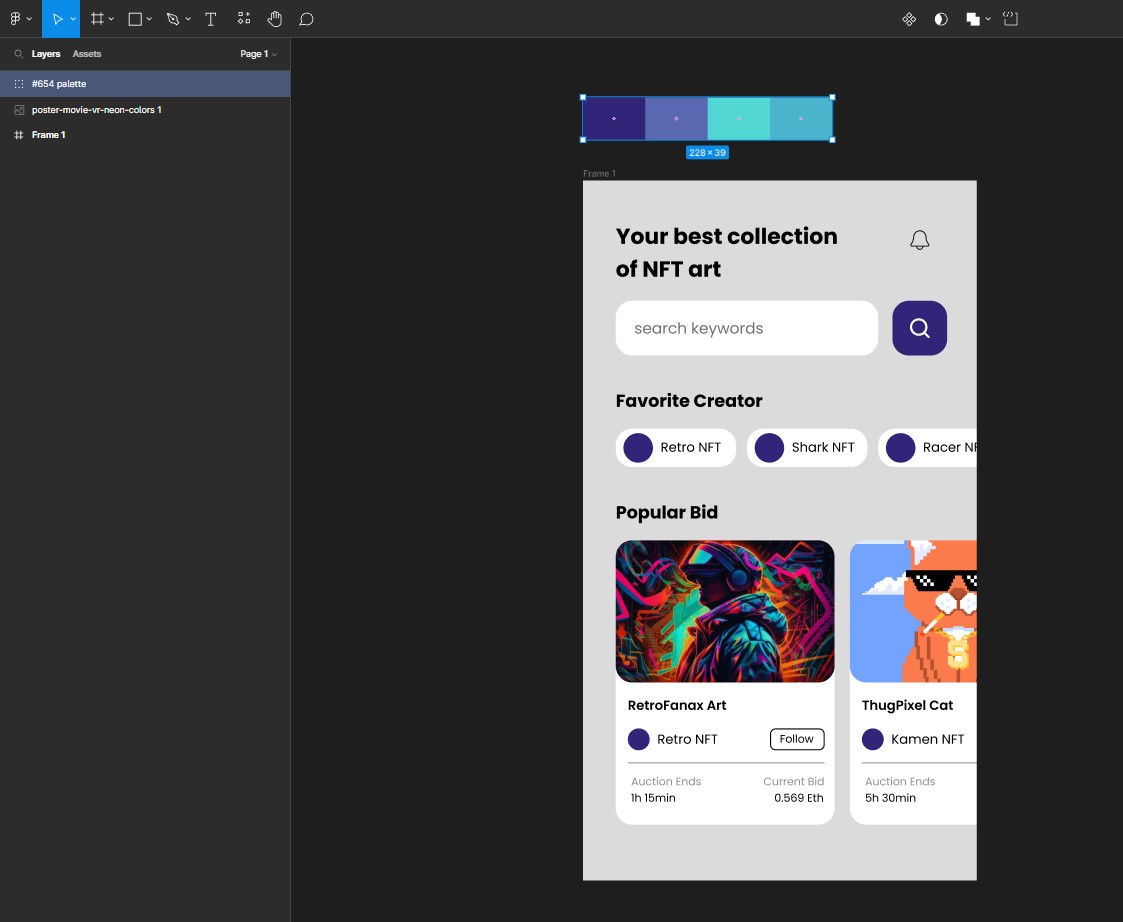 Layers Assets Page 1
#654 palette
poster-movie-vr-neon-colors 1
Frame 1
228 × 39
Frame 1
Your best collection
of NFT art
search keywords
Favorite Creator
Retro NFT Shark NFT Racer NF
Popular Bid
RetroFanax Art ThugPixel Cat
Retro NFT Follow Kamen NFT
Auction Ends Current Bid Auction Ends
1h 15min 0.569 Eth 5h 30min